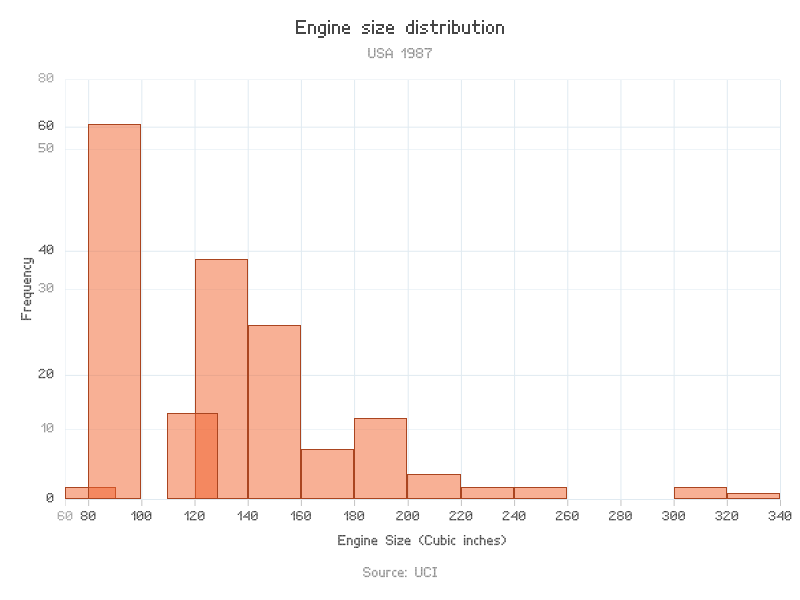 Engine size distribution
USA 1987
80
60
50
40
30
20
10
0
Frequency
60 80 100 120 140 160 180 200 220 240 260 280 300 320 340
Engine Size (Cubic inches)
Source: UCI